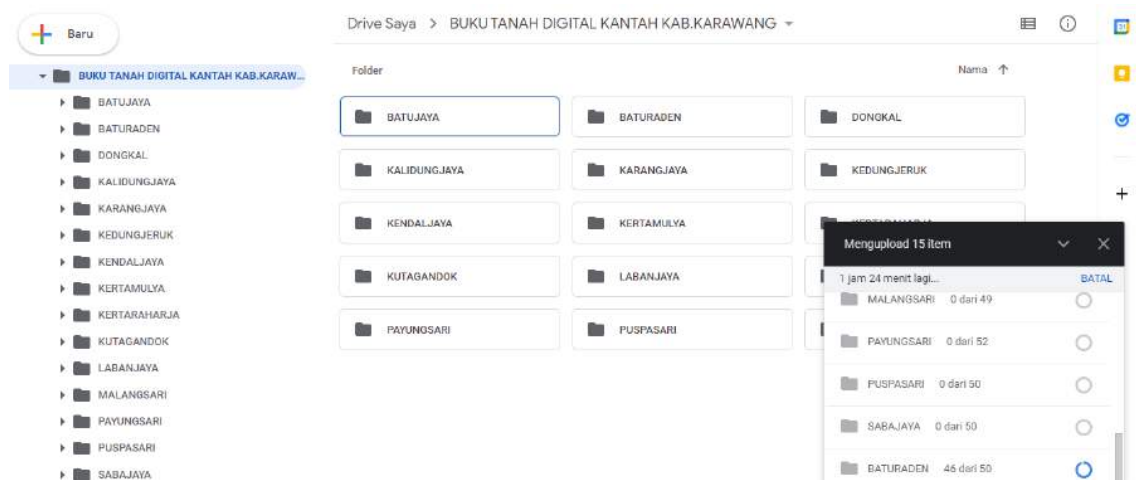 Baru
Drive Saya > BUKU TANAH DIGITAL KANTAH KAB.KARAWANG
BUKU TANAH DIGITAL KANTAH KAB.KARAW...
BATUJAYA
BATURADEN
DONGKAL
KALIDUNGJAYA
KARANGJAYA
KEDUNGJERUK
KENDALJAYA
KERTAMULYA
KERTARAHARJA
KUTAGANDOK
LABANJAYA
MALANGSARI
PAYUNGSARI
PUSPASARI
SABAJAYA
Folder Nama
BATUJAYA BATURADEN DONGKAL
KALIDUNGJAYA KARANGJAYA KEDUNGJERUK
KENDALJAYA KERTAMULYA
KUTAGANDOK LABANJAYA
PAYUNGSARI PUSPASARI
Mengupload 15 item
1 jam 24 menit lagi... BATAL
MALANGSARI 0 dari 49
PAYUNGSARI 0 dari 52
PUSPASARI 0 dari 50
SABAJAYA 0 dari 50
BATURADEN 46 dari 50
31